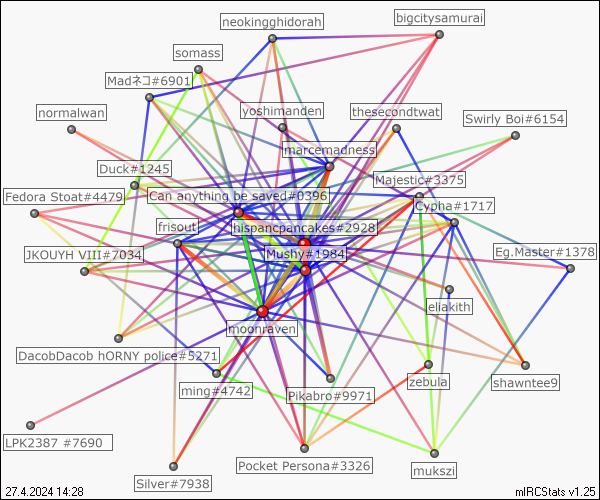 neokingghidorah
bigcitysamurai
somass
Madネコ#6901
normalwan
yoshimanden
thesecondtwat
Swirly Boi#6154
marcemadness
Duck#1245
Majestic#3375
Fedora Stoat#4479
Can anything be saved#0396
Cypha#1717
frisout
hispancpancakes#2928
JKOUYH VIII#7034
Mushy#1984
Eg.Master#1378
eliakith
moonraven
DacobDacob hORNY police#5271
ming#4742
Pikabro#9971
zebula
shawntee9
LPK2387 #7690
Silver#7938
Pocket Persona#3326
mukszi
27.4.2024 14:28
mIRCStats v1.25